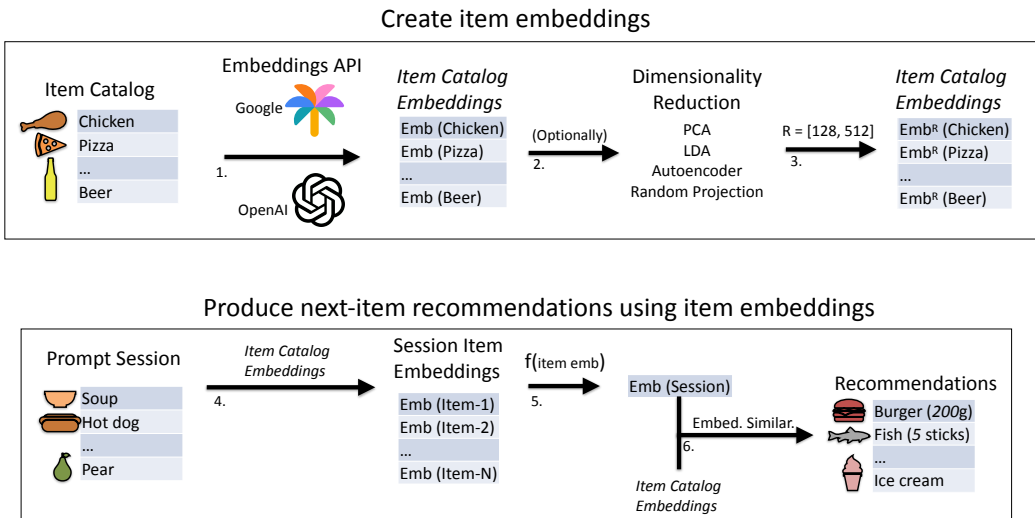 Create item embeddings
Item Catalog
Chicken
Pizza
...
Beer
Embeddings API
Google
1.
OpenAI
Item Catalog
Embeddings
Emb (Chicken)
Emb (Pizza)
...
Emb (Beer)
(Optionally)
2.
Dimensionality
Reduction
PCA
LDA
Autoencoder
Random Projection
R = [128, 512]
3.
Item Catalog
Embeddings
Embᴿ (Chicken)
Embᴿ (Pizza)
...
Embᴿ (Beer)
Produce next-item recommendations using item embeddings
Prompt Session
Soup
Hot dog
...
Pear
Item Catalog
Embeddings
4.
Session Item
Embeddings
Emb (Item-1)
Emb (Item-2)
...
Emb (Item-N)
f(item emb)
5.
Emb (Session)
Embed. Similar.
6.
Item Catalog
Embeddings
Recommendations
Burger (200g)
Fish (5 sticks)
...
Ice cream